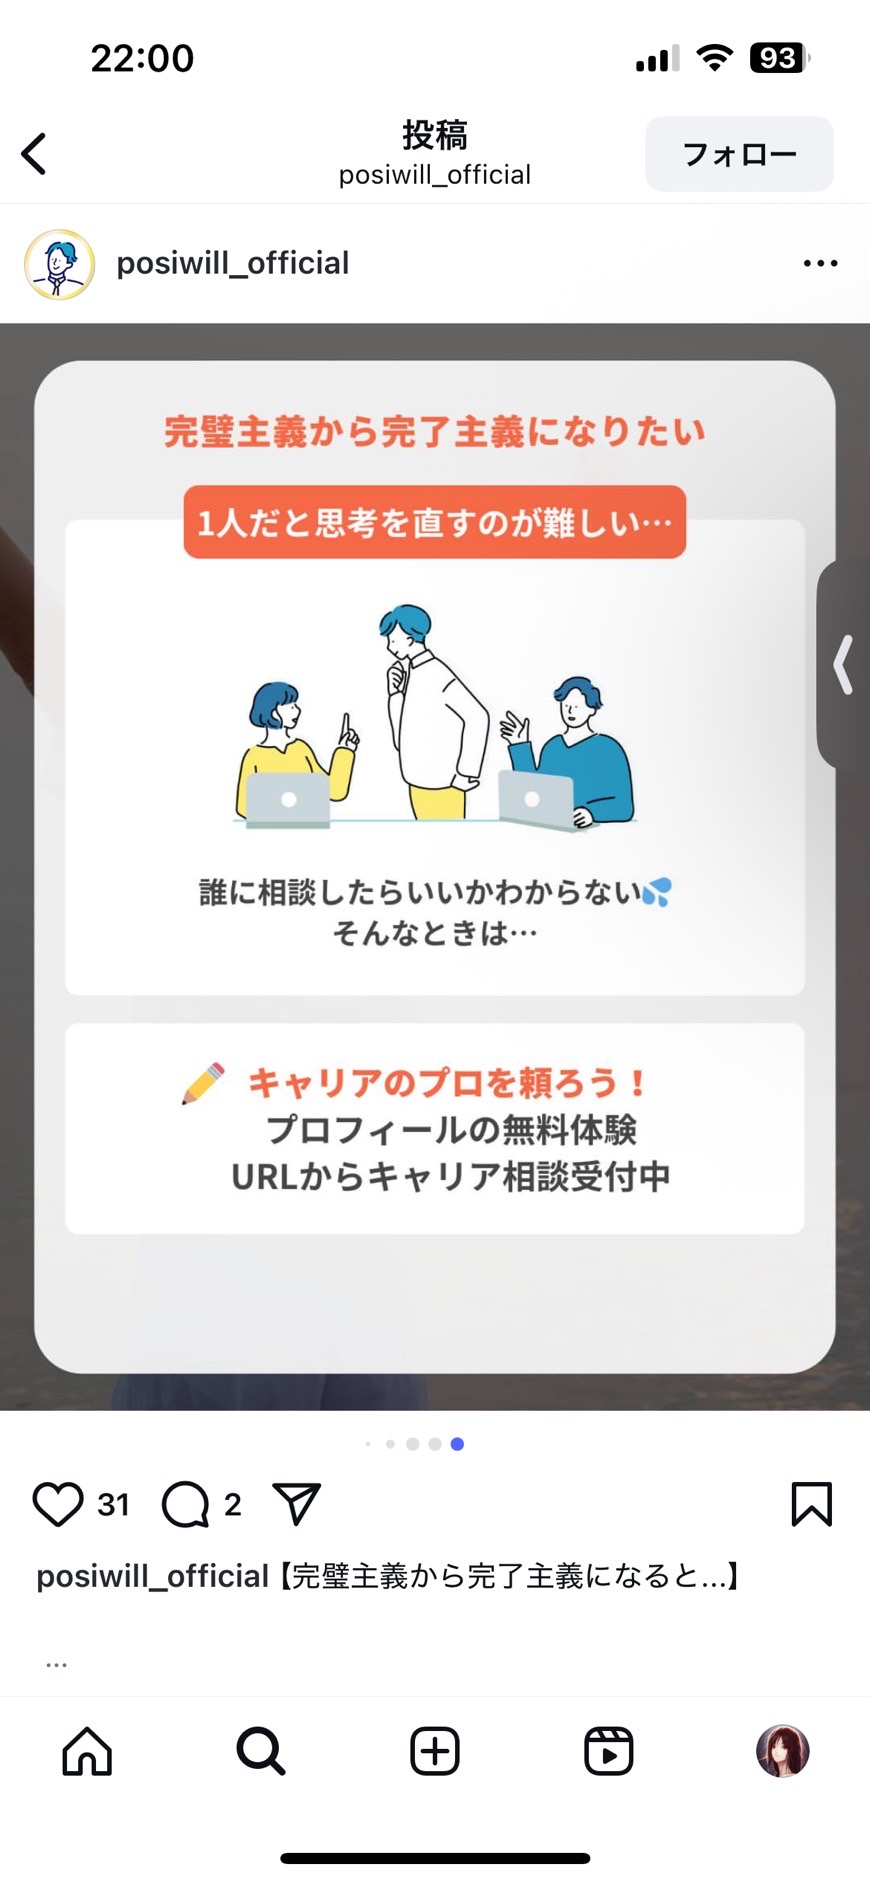 22:00
93
投稿
posiwill_official
フォロー
posiwill_official
完璧主義から完了主義になりたい
1人だと思考を直すのが難しい…
誰に相談したらいいかわからない💦
そんなときは…
✏️ キャリアのプロを頼ろう！
プロフィールの無料体験
URLからキャリア相談受付中
31
2
posiwill_official【完璧主義から完了主義になると...】
...